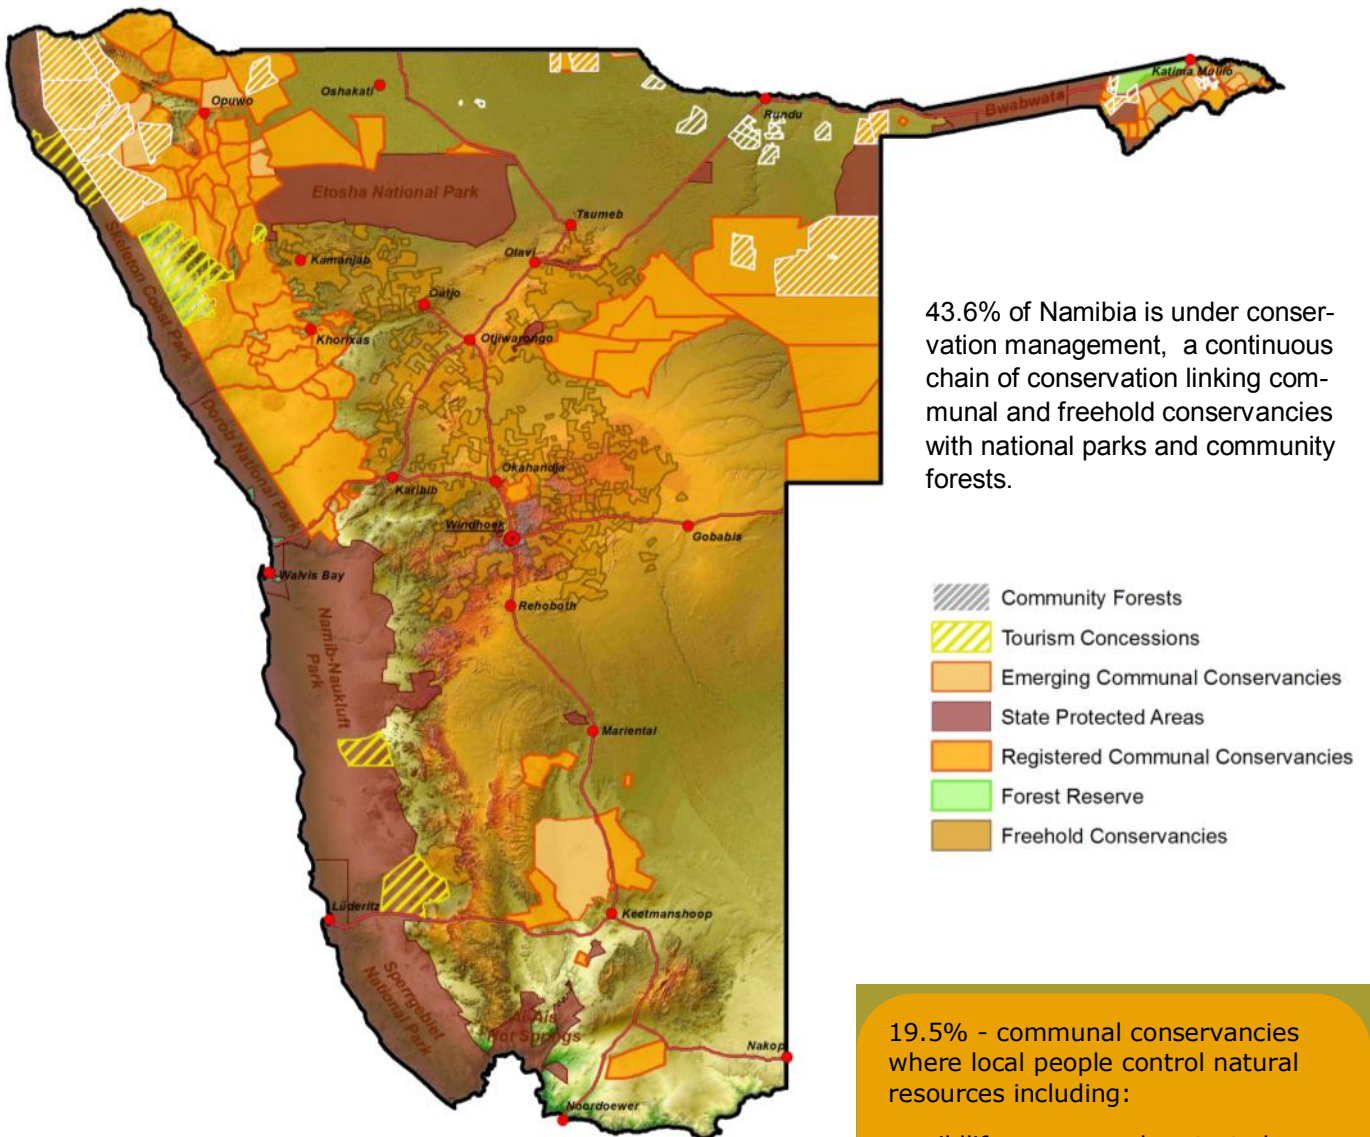 Oshakati
Opuwo
Rundu
Katima Mulilo
Bwabwata
Etosha National Park
Tsumeb
Otavi
Kamanjab
Outjo
Khorixas
Otjiwarongo
Skeleton Coast Park
Dorob National Park
Karibib
Okahandja
Windhoek
Gobabis
Walvis Bay
Rehoboth
Namib-Naukluft
Park
Mariental
Lüderitz
Keetmanshoop
Sperrgebiet
National Park
Hot Springs
Nakop
Noordoewer
43.6% of Namibia is under conser-
vation management, a continuous
chain of conservation linking com-
munal and freehold conservancies
with national parks and community
forests.
Community Forests
Tourism Concessions
Emerging Communal Conservancies
State Protected Areas
Registered Communal Conservancies
Forest Reserve
Freehold Conservancies
19.5% - communal conservancies
where local people control natural
resources including: